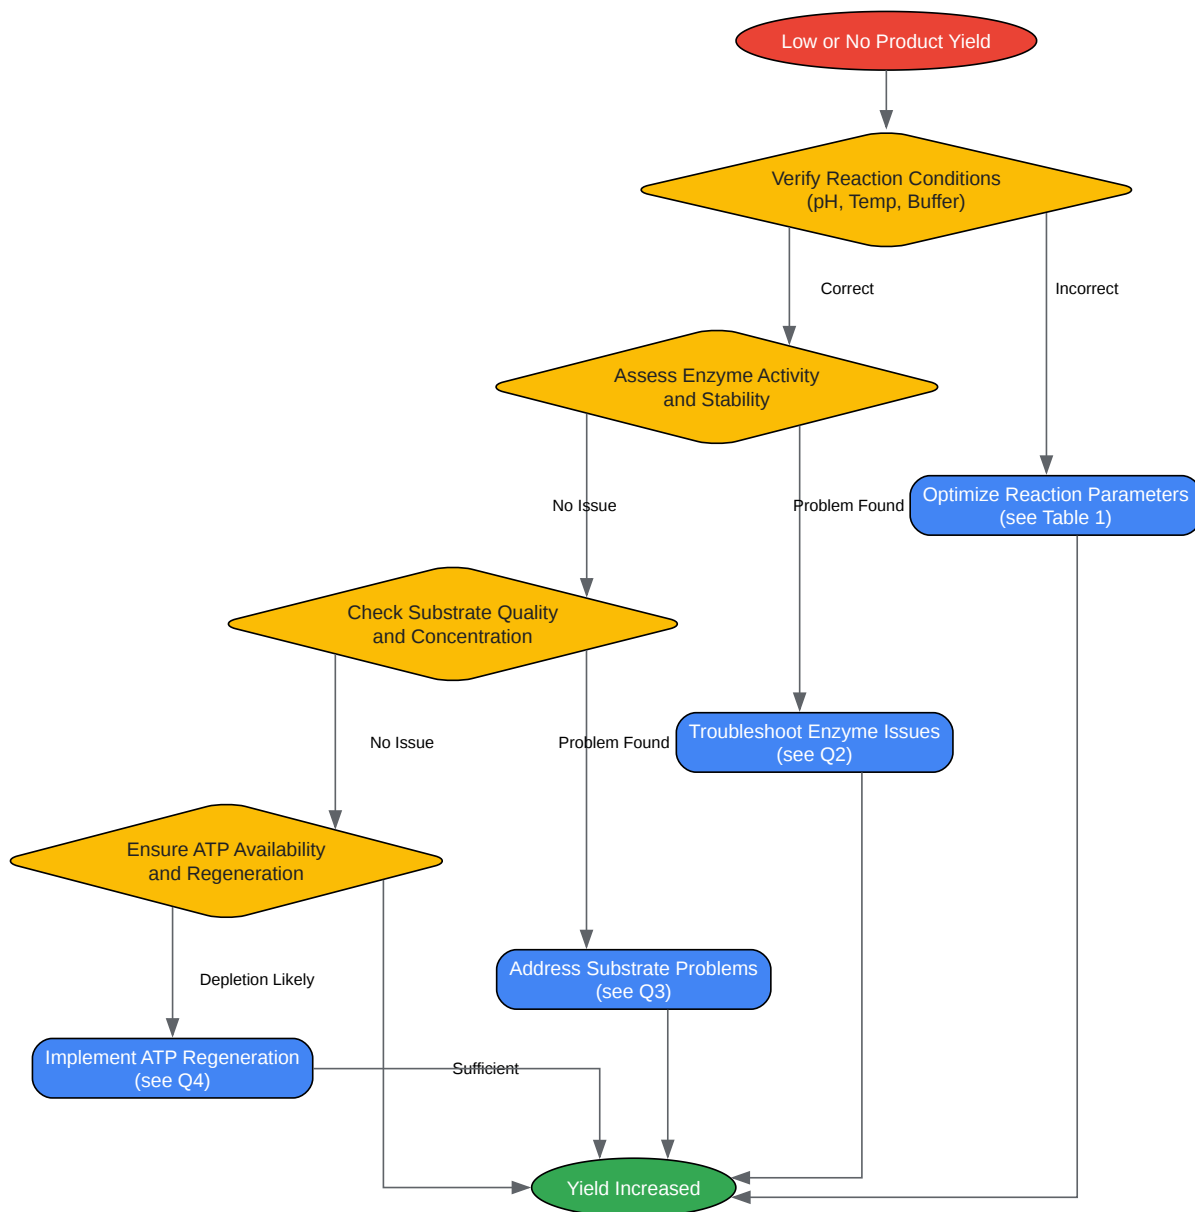 Low or No Product Yield
Verify Reaction Conditions
(pH, Temp, Buffer)
Correct
Incorrect
Assess Enzyme Activity
and Stability
No Issue
Problem Found
Optimize Reaction Parameters
(see Table 1)
Check Substrate Quality
and Concentration
No Issue
Problem Found
Troubleshoot Enzyme Issues
(see Q2)
Ensure ATP Availability
and Regeneration
Depletion Likely
Address Substrate Problems
(see Q3)
Implement ATP Regeneration
(see Q4)
Sufficient
Yield Increased